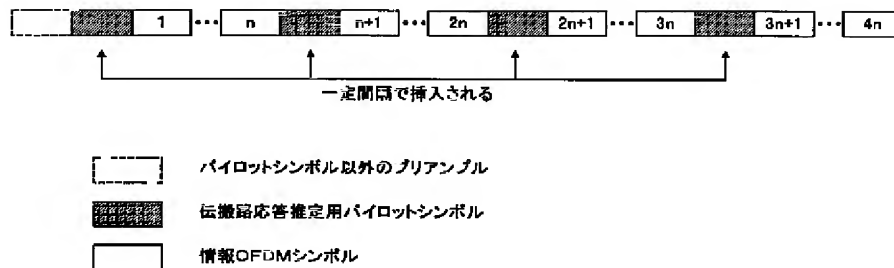 1 ••• n n+1 ••• 2n 2n+1 ••• 3n 3n+1 ••• 4n
一定間隔で挿入される
パイロットシンボル以外のプリアンブル
伝搬路応答推定用パイロットシンボル
情報OFDMシンボル